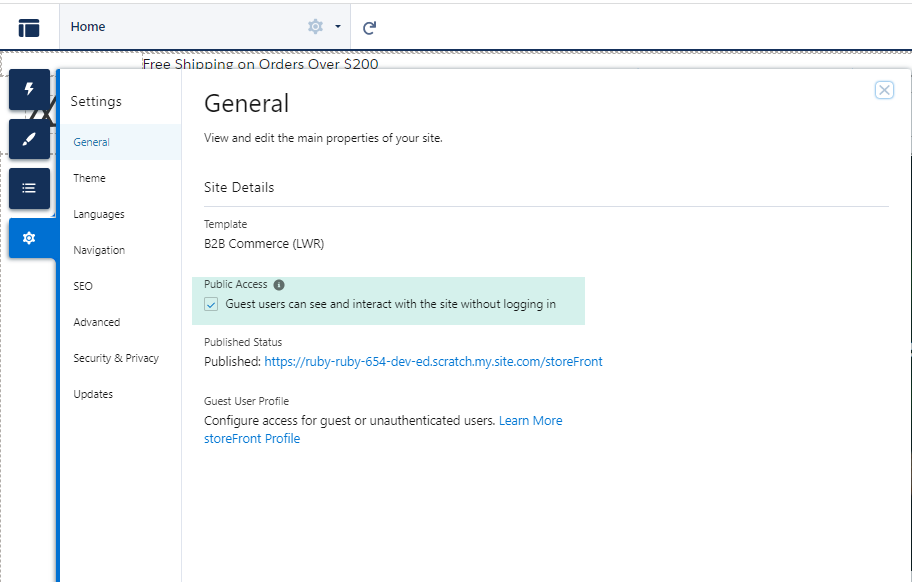 Home
Free Shipping on Orders Over $200
Settings
General
Theme
Languages
Navigation
SEO
Advanced
Security & Privacy
Updates
General
View and edit the main properties of your site.
Site Details
Template
B2B Commerce (LWR)
Public Access
Guest users can see and interact with the site without logging in
Published Status
Published: https://ruby-ruby-654-dev-ed.scratch.my.site.com/storeFront
Guest User Profile
Configure access for guest or unauthenticated users. Learn More
storeFront Profile